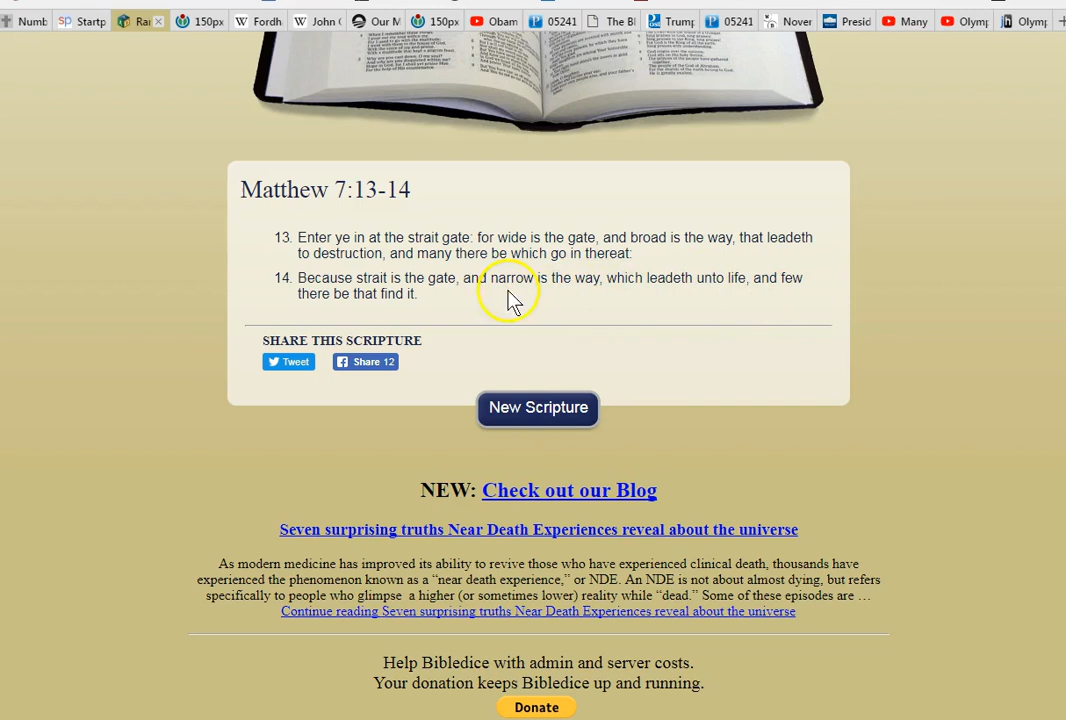 Numb
Startp
Rai
150px
Fordh
John (
Our M
150px
Obam
05241
The Bl
Trump
05241
Nover
Presid
Many
Olymp
Olymp
Matthew 7:13-14
13. Enter ye in at the strait gate: for wide is the gate, and broad is the way, that leadeth
to destruction, and many there be which go in thereat:
14. Because strait is the gate, and narrow is the way, which leadeth unto life, and few
there be that find it.
SHARE THIS SCRIPTURE
Tweet
Share 12
New Scripture
NEW: Check out our Blog
Seven surprising truths Near Death Experiences reveal about the universe
As modern medicine has improved its ability to revive those who have experienced clinical death, thousands have
experienced the phenomenon known as a “near death experience,” or NDE. An NDE is not about almost dying, but refers
specifically to people who glimpse a higher (or sometimes lower) reality while “dead.” Some of these episodes are …
Continue reading Seven surprising truths Near Death Experiences reveal about the universe
Help Bibledice with admin and server costs.
Your donation keeps Bibledice up and running.
Donate